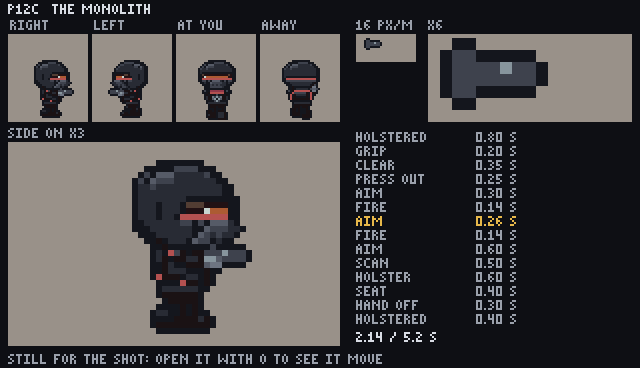 P12C THE MONOLITH
RIGHT LEFT AT YOU AWAY 16 PX/M X6
SIDE ON X3
HOLSTERED 0.80 S
GRIP 0.20 S
CLEAR 0.35 S
PRESS OUT 0.25 S
AIM 0.30 S
FIRE 0.14 S
AIM 0.26 S
FIRE 0.14 S
AIM 0.60 S
SCAN 0.50 S
HOLSTER 0.60 S
SEAT 0.40 S
HAND OFF 0.30 S
HOLSTERED 0.40 S
2.14 / 5.2 S
STILL FOR THE SHOT: OPEN IT WITH O TO SEE IT MOVE